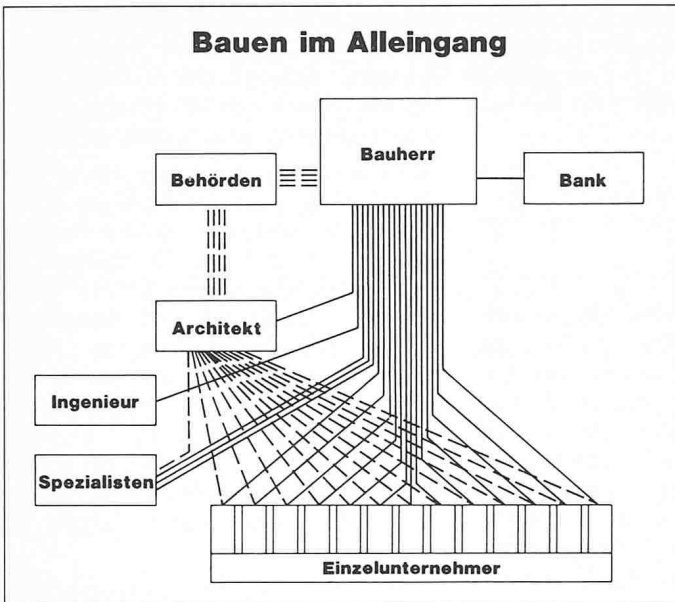 Bauen im Alleingang
Bauherr
Behörden
Bank
Architekt
Ingenieur
Spezialisten
Einzelunternehmer